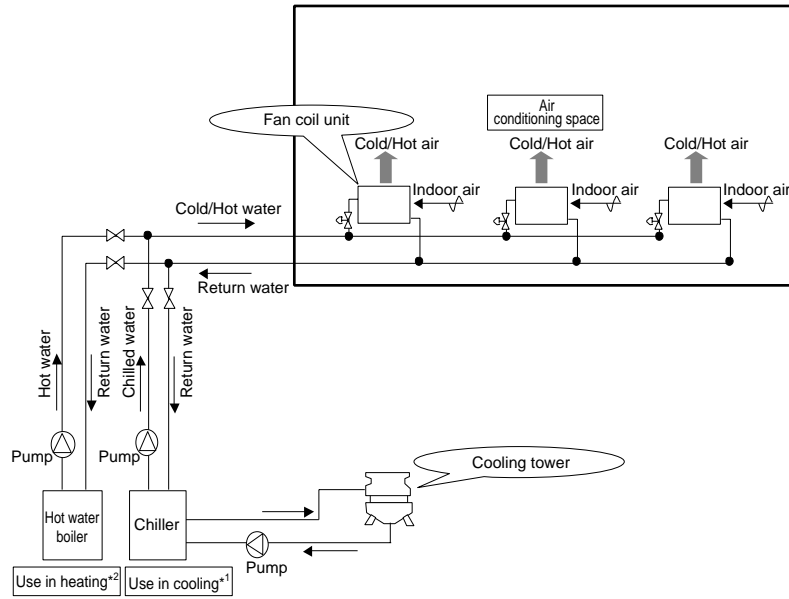 Air
conditioning space
Fan coil unit
Cold/Hot air
Cold/Hot air
Cold/Hot air
Indoor air
Indoor air
Indoor air
Cold/Hot water
Return water
Hot water
Return water
Chilled water
Return water
Pump
Pump
Cooling tower
Hot water
boiler
Chiller
Pump
Use in heating*2
Use in cooling*1